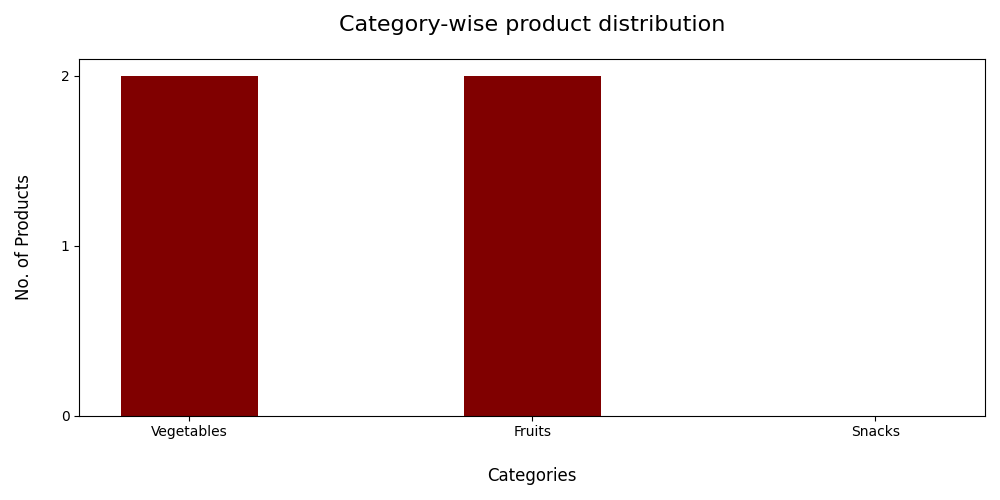 Category-wise product distribution
No. of Products
2
1
0
Vegetables
Fruits
Snacks
Categories